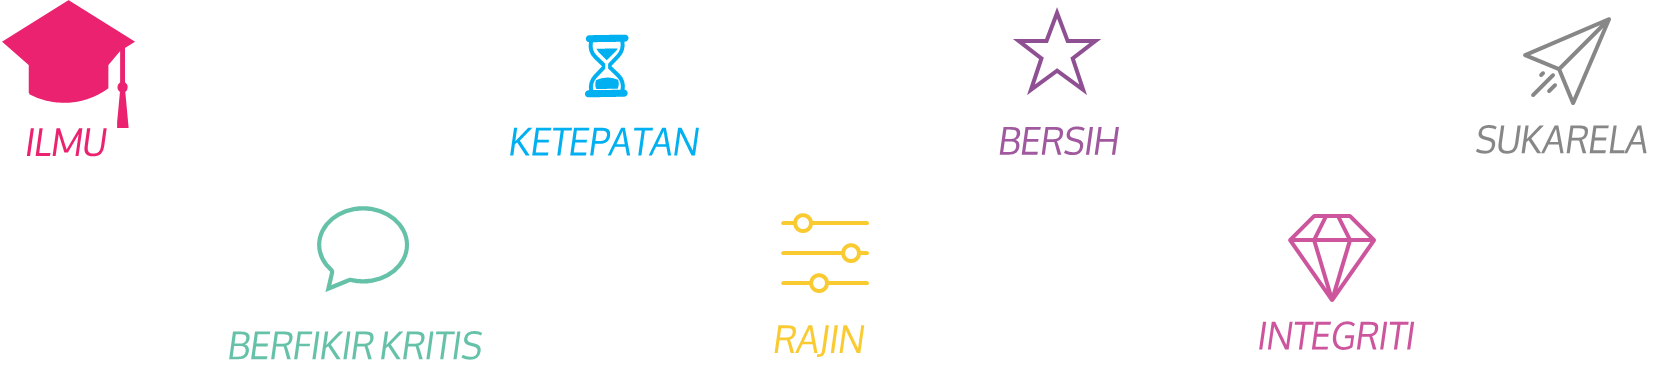 ILMU
KETEPATAN
BERSIH
SUKARELA
BERFIKIR KRITIS
RAJIN
INTEGRITI